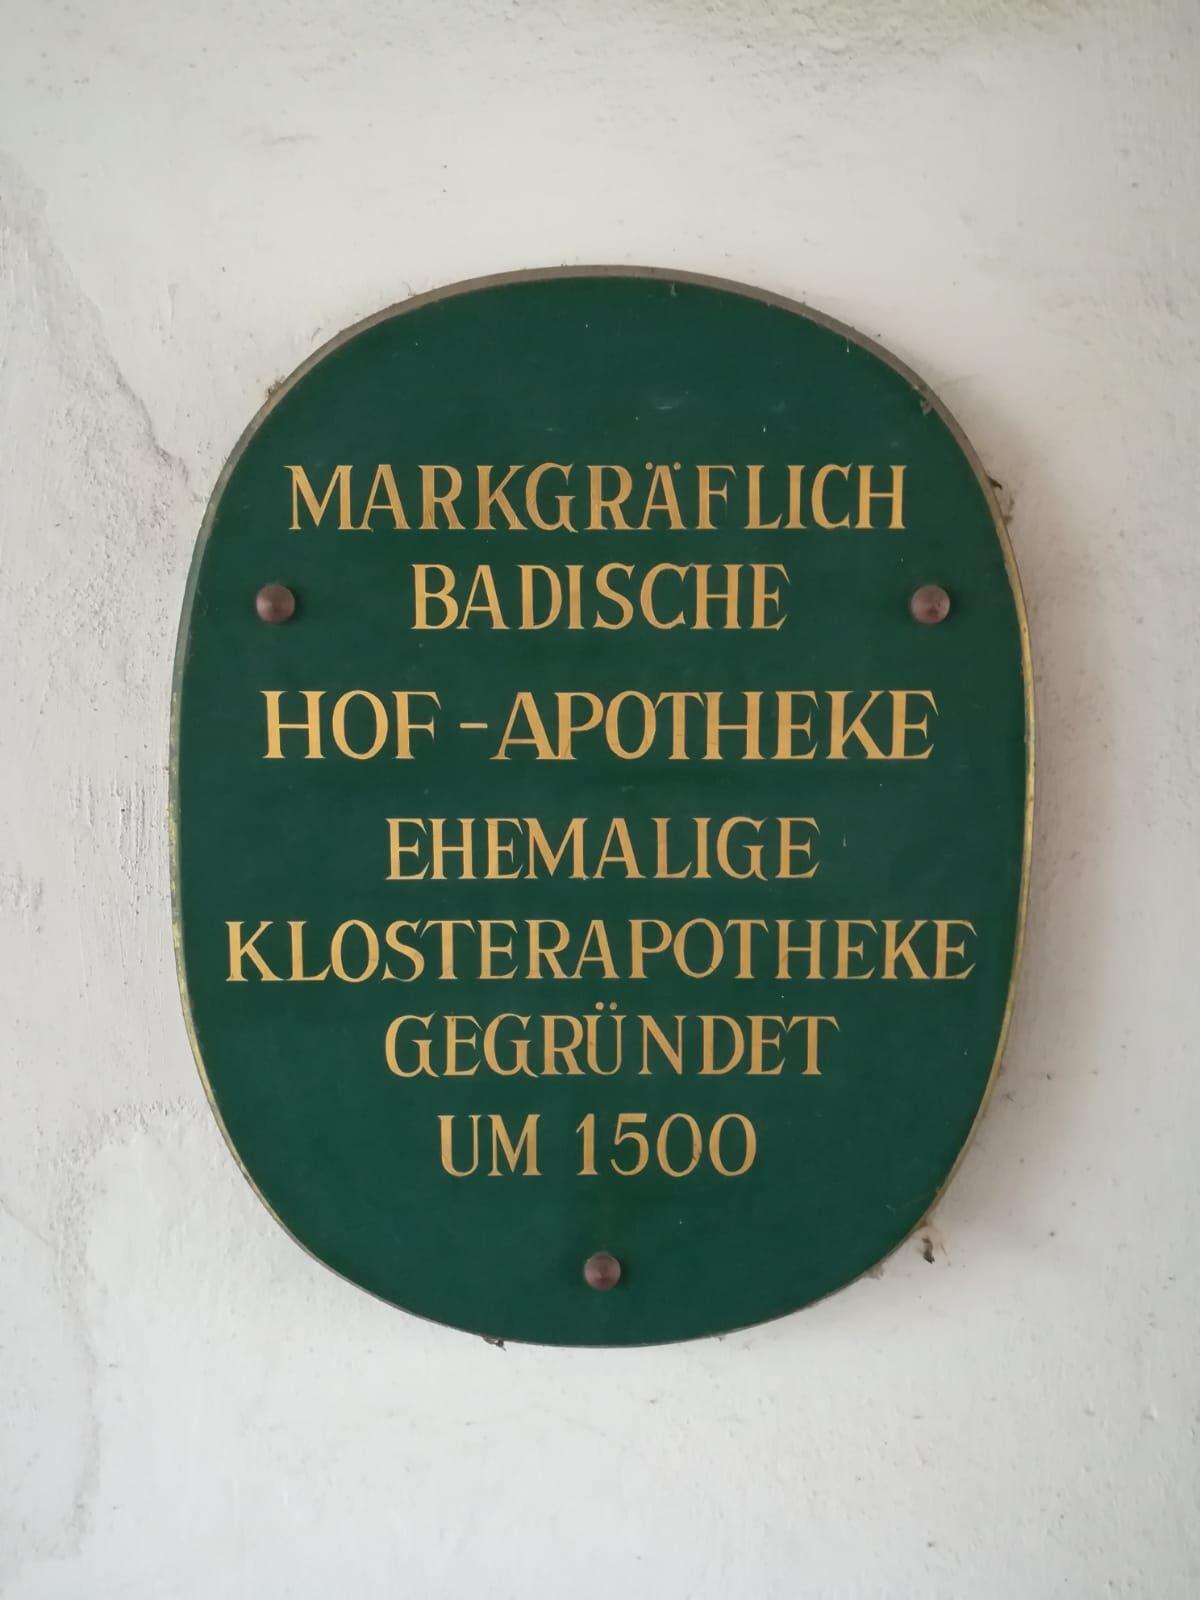 MARKGRÄFLICH
BADISCHE
HOF-APOTHEKE
EHEMALIGE
KLOSTERAPOTHEKE
GEGRÜNDET
UM 1500